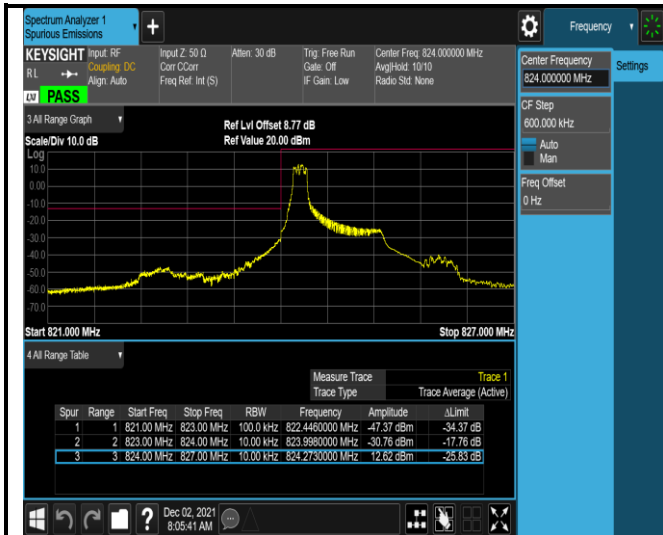 Spectrum Analyzer 1
Spurious Emissions
Frequency
KEYSIGHT Input: RF Input Z: 50 Ω Atten: 30 dB Trig: Free Run Center Freq: 824.000000 MHz
R L Coupling: DC Corr CCorr Gate: Off Avg|Hold: 10/10
Align: Auto Freq Ref: Int (S) IF Gain: Low Radio Std: None
LXI PASS
Center Frequency
824.000000 MHz
Settings
CF Step
600.000 kHz
Auto
Man
Freq Offset
0 Hz
3 All Range Graph
Ref Lvl Offset 8.77 dB
Scale/Div 10.0 dB Ref Value 20.00 dBm
Log
10.0
0.00
-10.0
-20.0
-30.0
-40.0
-50.0
-60.0
-70.0
Start 821.000 MHz Stop 827.000 MHz
4 All Range Table
Measure Trace Trace 1
Trace Type Trace Average (Active)
Spur Range Start Freq Stop Freq RBW Frequency Amplitude ΔLimit
1 1 821.00 MHz 823.00 MHz 100.0 kHz 822.4460000 MHz -47.37 dBm -34.37 dB
2 2 823.00 MHz 824.00 MHz 10.00 kHz 823.9980000 MHz -30.76 dBm -17.76 dB
3 3 824.00 MHz 827.00 MHz 10.00 kHz 824.2730000 MHz 12.62 dBm -25.83 dB
Dec 02, 2021
8:05:41 AM